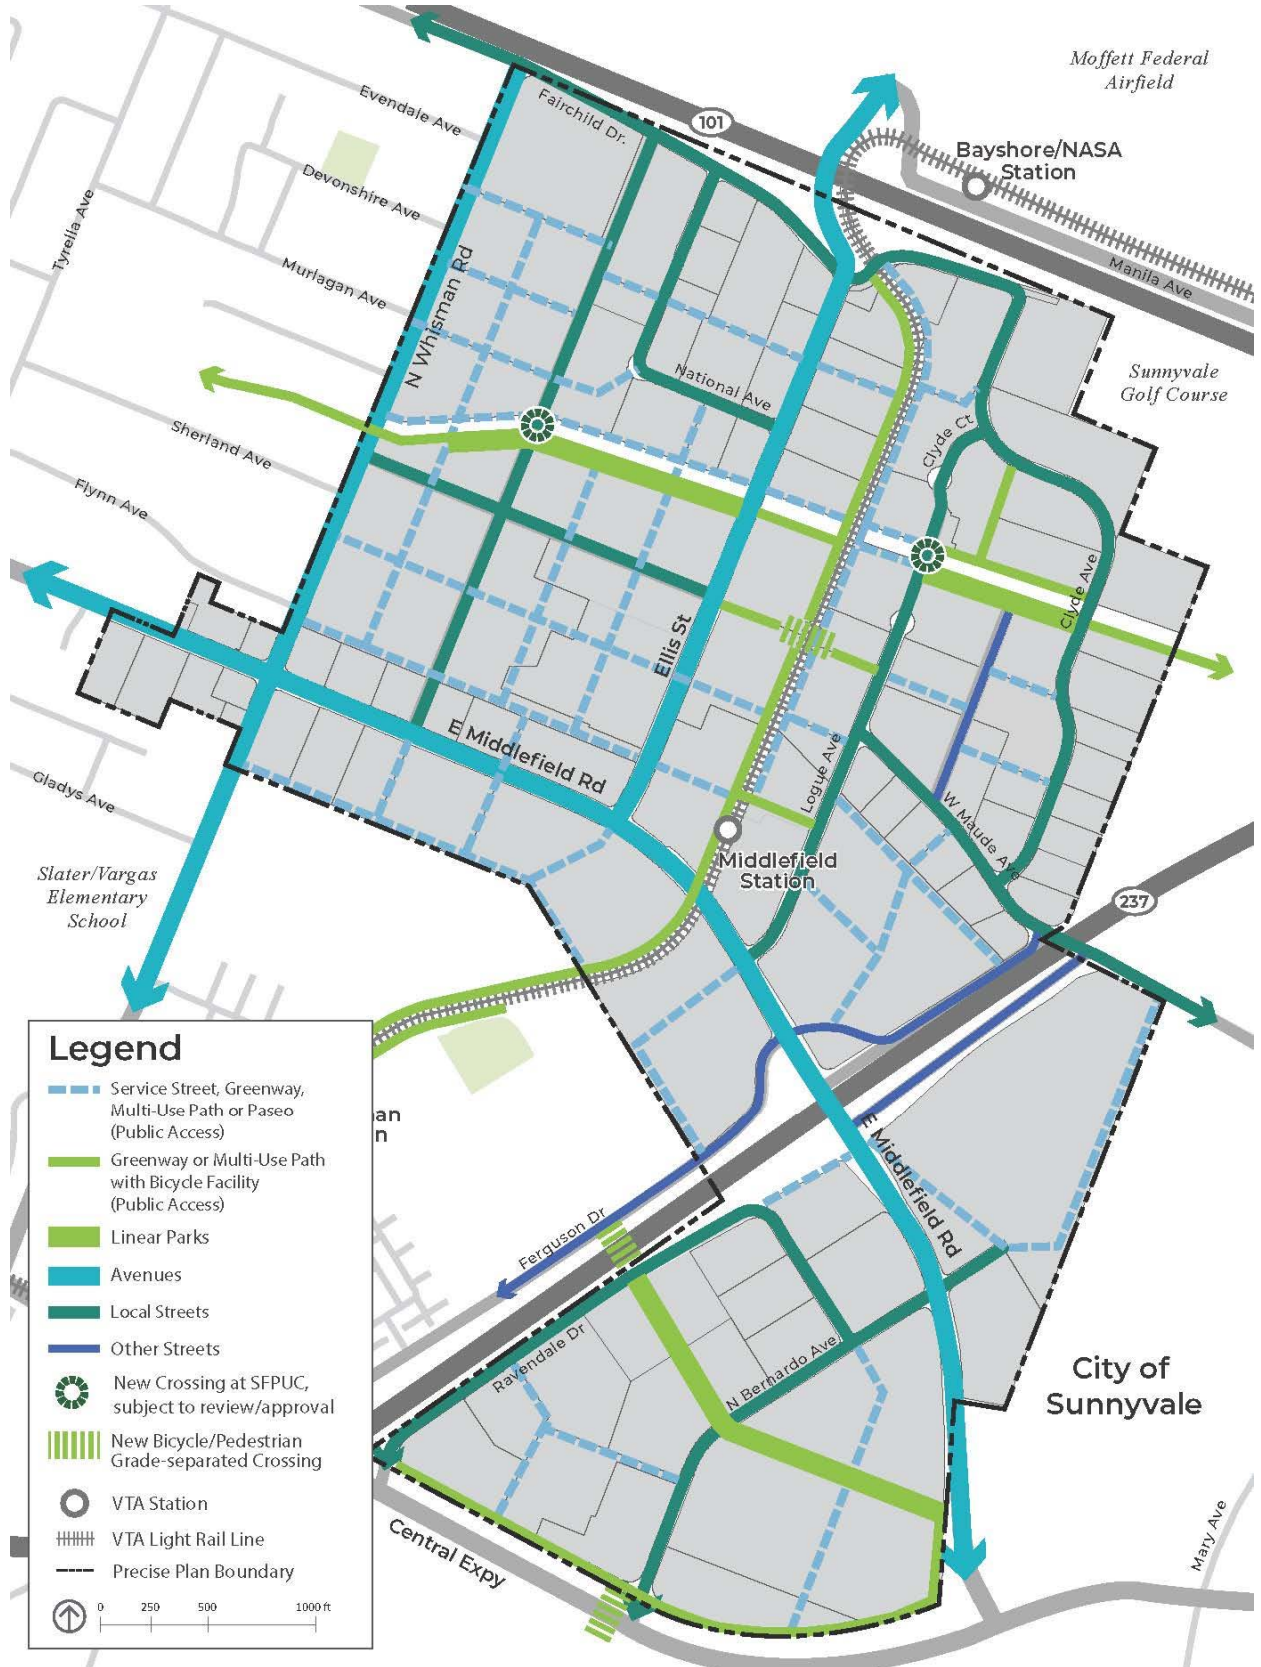 Moffett Federal
Airfield
Evendale Ave
Fairchild Dr.
101
Bayshore/NASA
Station
Devonshire Ave
Tyrella Ave
Murlagan Ave
N Whisman Rd
Manila Ave
Sunnyvale
Golf Course
National Ave
Clyde Ct
Sherland Ave
Flynn Ave
Clyde Ave
Ellis St
E Middlefield Rd
Logue Ave
Gladys Ave
W Maude Ave
Middlefield
Station
Slater/Vargas
Elementary
School
237
an
n
E Middlefield Rd
Ferguson Dr
Ravendale Dr
N Bernardo Ave
City of
Sunnyvale
Central Expy
Mary Ave
Legend
Service Street, Greenway,
Multi-Use Path or Paseo
(Public Access)
Greenway or Multi-Use Path
with Bicycle Facility
(Public Access)
Linear Parks
Avenues
Local Streets
Other Streets
New Crossing at SFPUC,
subject to review/approval
New Bicycle/Pedestrian
Grade-separated Crossing
VTA Station
VTA Light Rail Line
Precise Plan Boundary
0 250 500 1000 ft